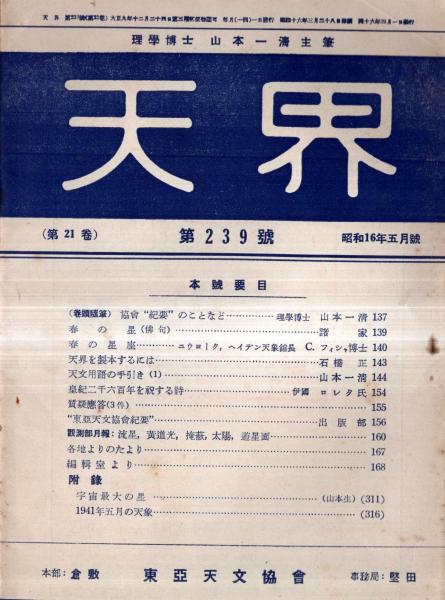 理學博士 山本一淸主筆
天界
(第21卷) 第239號 昭和16年五月號
本號要目
(卷頭隨筆) 協會“紀要”のことなど…………理學博士 山本一淸 137
春の星(俳句)…………諸家 139
春の星座…………ニウヨーク,ヘイデン天象館長 C.フィシャ博士 140
天界を製本するには…………石橋正 143
天文用語の手引き(1)…………山本一淸 144
皇紀二千六百年を祝する詩…………伊國 ロレタ氏 154
質疑應答(3件)…………155
“東亞天文協會紀要”…………出版部 156
觀測部月報: 流星, 黃道光, 掩蔽, 太陽, 遊星面…………160
各地よりのたより…………167
編輯室より…………168
附錄
宇宙最大の星…………(山本生) (311)
1941年五月の天象…………(316)
本部: 倉敷 東亞天文協會 事務局: 堅田